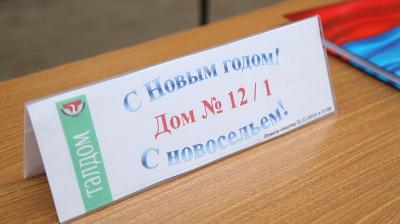 С Новым годом!
Дом № 12 / 1
С новосельем!
талдом